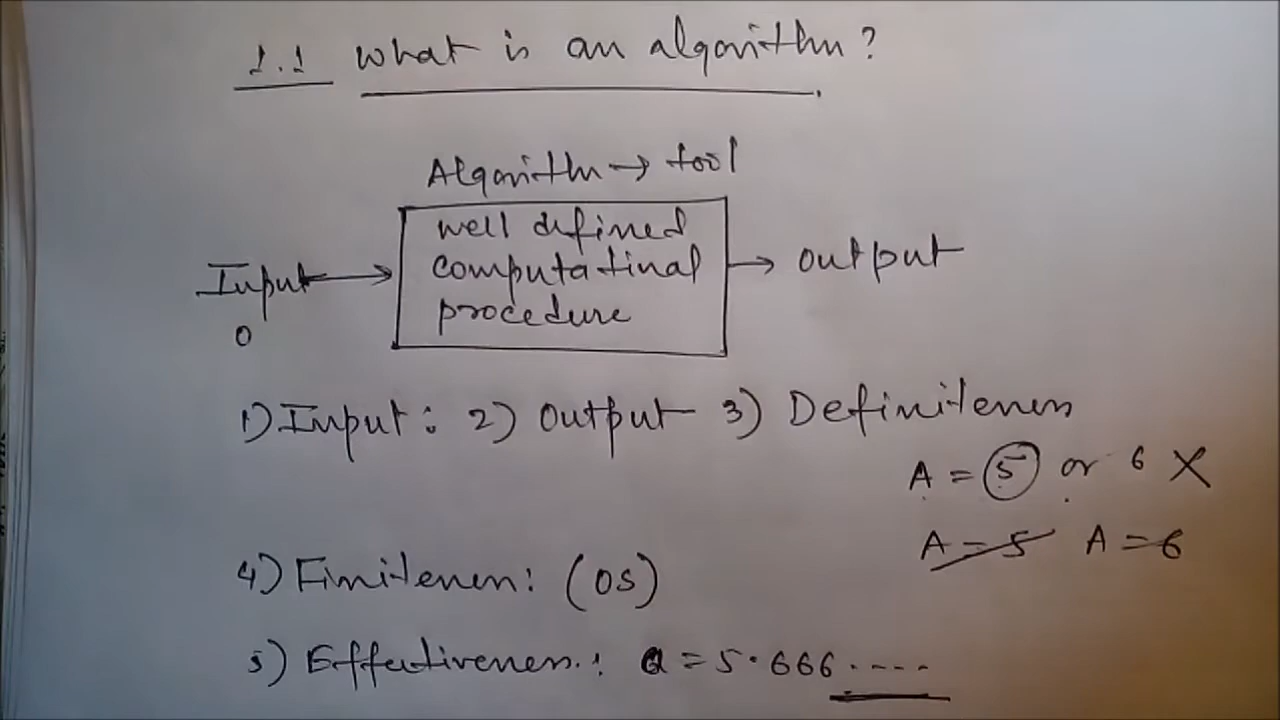 1.1 What is an algorithm?
Algorithm → tool
well defined
computatinal
procedure
Input
0
output
1) Input: 2) Output 3) Definiteness
A = 5 or 6 X
A = 5 A = 6
4) Finiteness: (OS)
5) Effectiveness: a = 5.666.....